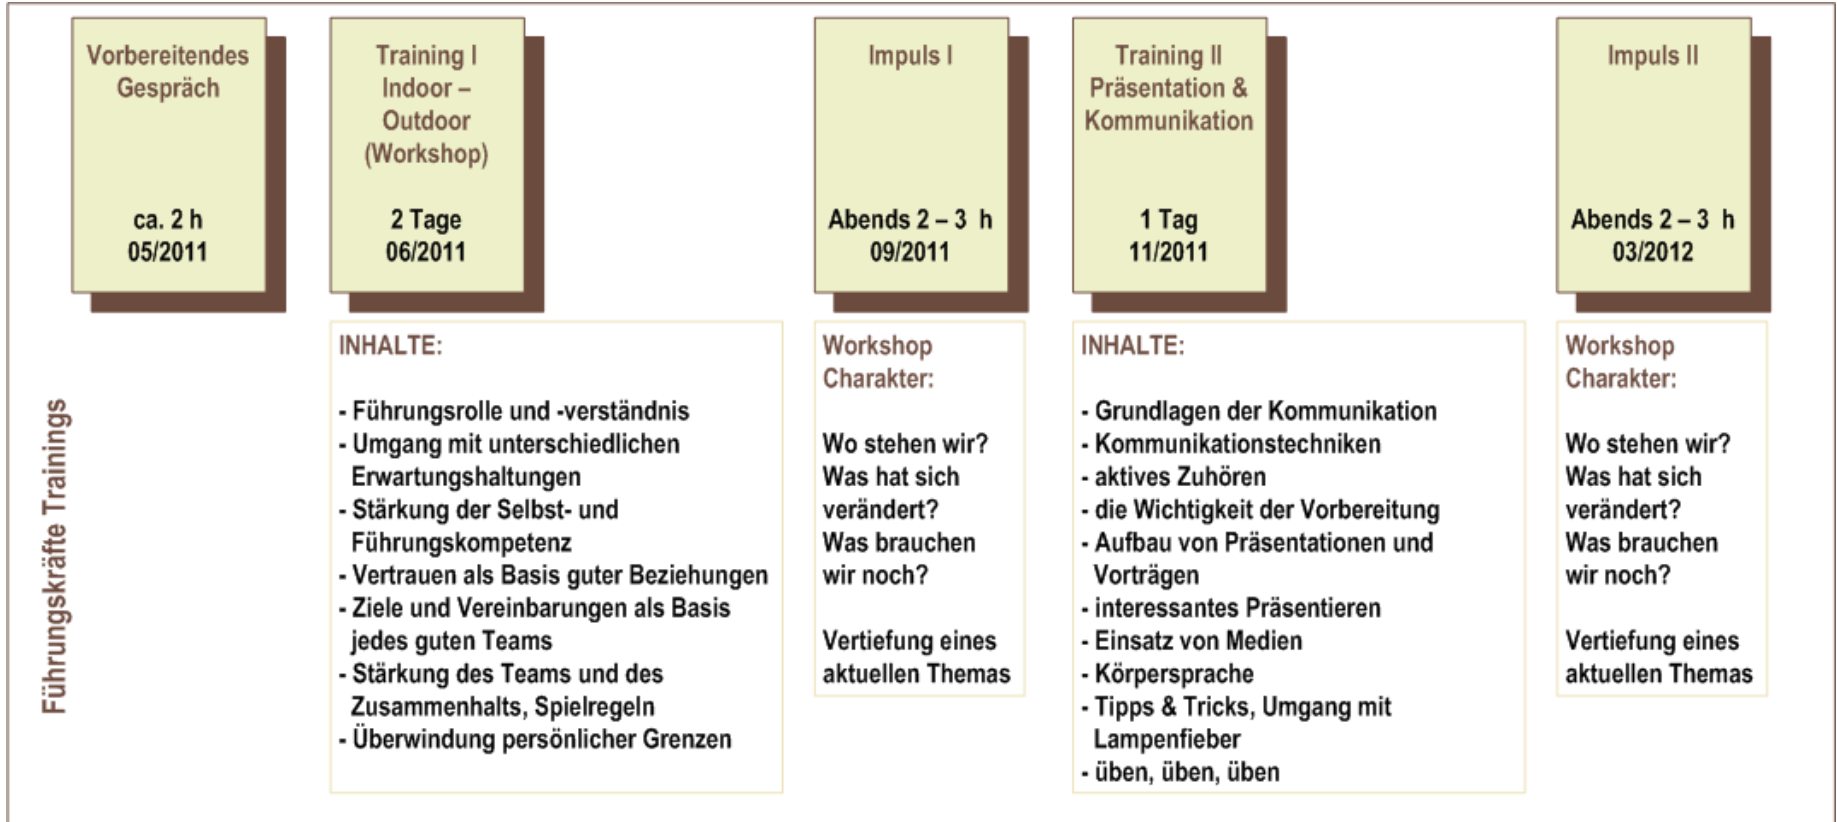 Vorbereitendes
Gespräch
ca. 2 h
05/2011
Training I
Indoor –
Outdoor
(Workshop)
2 Tage
06/2011
Impuls I
Abends 2 – 3 h
09/2011
Training II
Präsentation &
Kommunikation
1 Tag
11/2011
Impuls II
Abends 2 – 3 h
03/2012
Führungskräfte Trainings
INHALTE:
- Führungsrolle und -verständnis
- Umgang mit unterschiedlichen
Erwartungshaltungen
- Stärkung der Selbst- und
Führungskompetenz
- Vertrauen als Basis guter Beziehungen
- Ziele und Vereinbarungen als Basis
jedes guten Teams
- Stärkung des Teams und des
Zusammenhalts, Spielregeln
- Überwindung persönlicher Grenzen
Workshop
Charakter:
Wo stehen wir?
Was hat sich
verändert?
Was brauchen
wir noch?
Vertiefung eines
aktuellen Themas
INHALTE:
- Grundlagen der Kommunikation
- Kommunikationstechniken
- aktives Zuhören
- die Wichtigkeit der Vorbereitung
- Aufbau von Präsentationen und
Vorträgen
- interessantes Präsentieren
- Einsatz von Medien
- Körpersprache
- Tipps & Tricks, Umgang mit
Lampenfieber
- üben, üben, üben
Workshop
Charakter:
Wo stehen wir?
Was hat sich
verändert?
Was brauchen
wir noch?
Vertiefung eines
aktuellen Themas